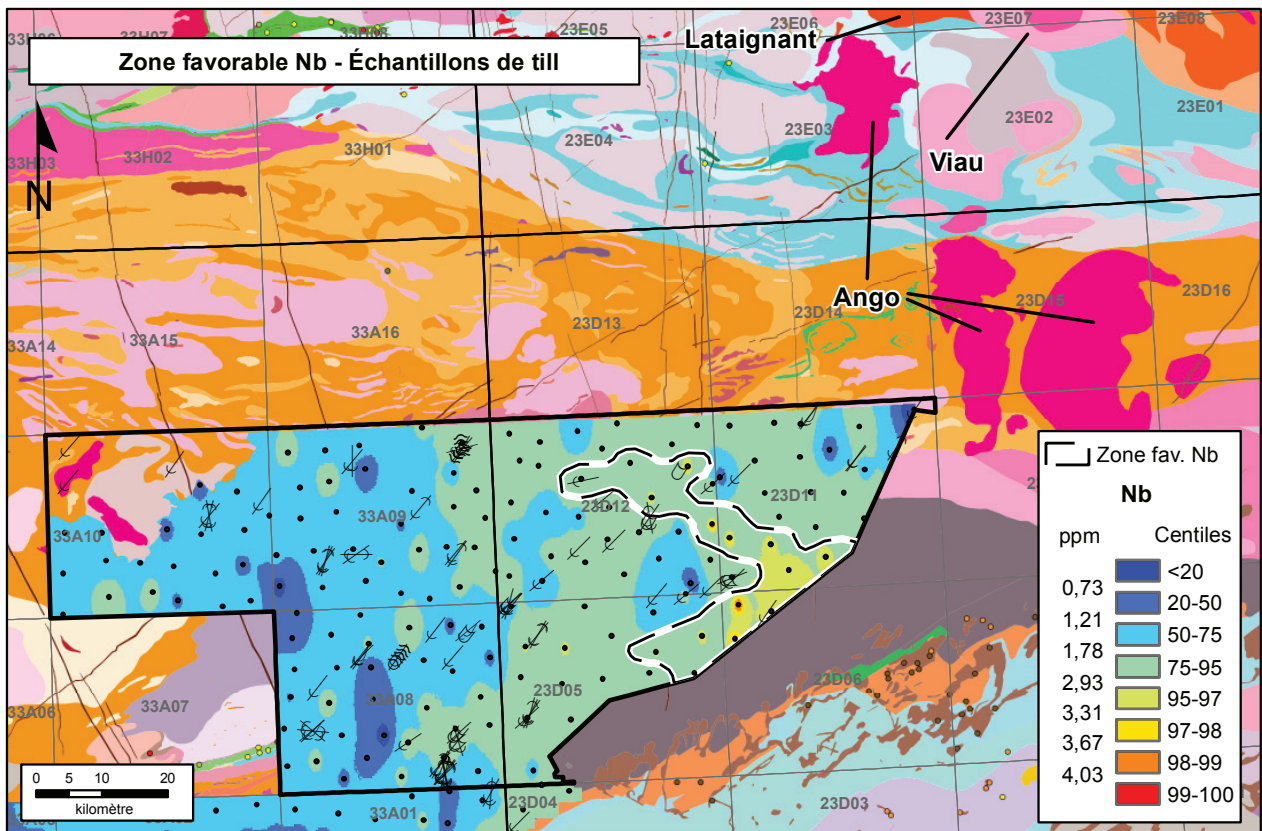 33H06
33H07
33H08
23E05
23E06
23E07
23E08
Lataignant
Zone favorable Nb - Échantillons de till
23E01
23E02
23E03
23E04
33H01
33H02
33H03
Viau
N
Ango
23D13
23D14
23D15
23D16
33A14
33A15
33A16
33A10
33A09
23D12
23D11
33A06
33A07
33A08
23D05
23D06
33A01
23D04
23D03
0 5 10 20
kilomètre
Zone fav. Nb
Nb
ppm Centiles
<20
0,73
20-50
1,21
50-75
1,78
75-95
2,93
95-97
3,31
97-98
3,67
98-99
4,03
99-100